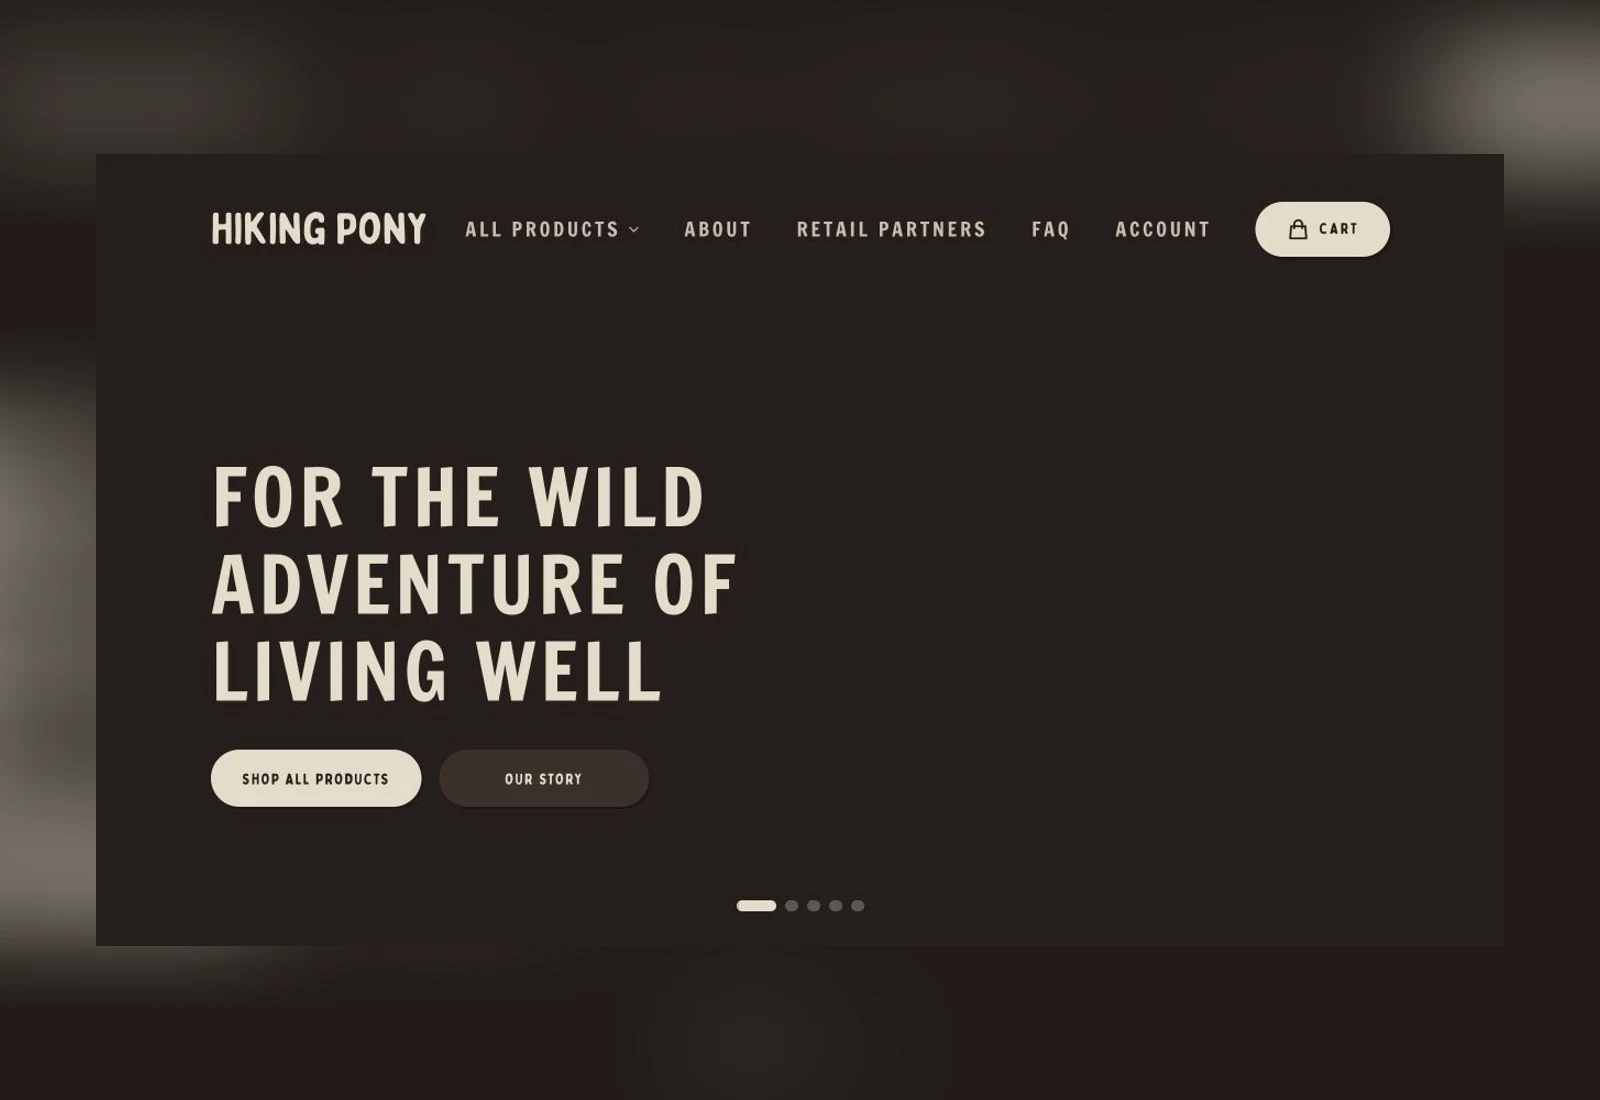 HIKING PONY
ALL PRODUCTS
ABOUT
RETAIL PARTNERS
FAQ
ACCOUNT
CART
FOR THE WILD
ADVENTURE OF
LIVING WELL
SHOP ALL PRODUCTS
OUR STORY